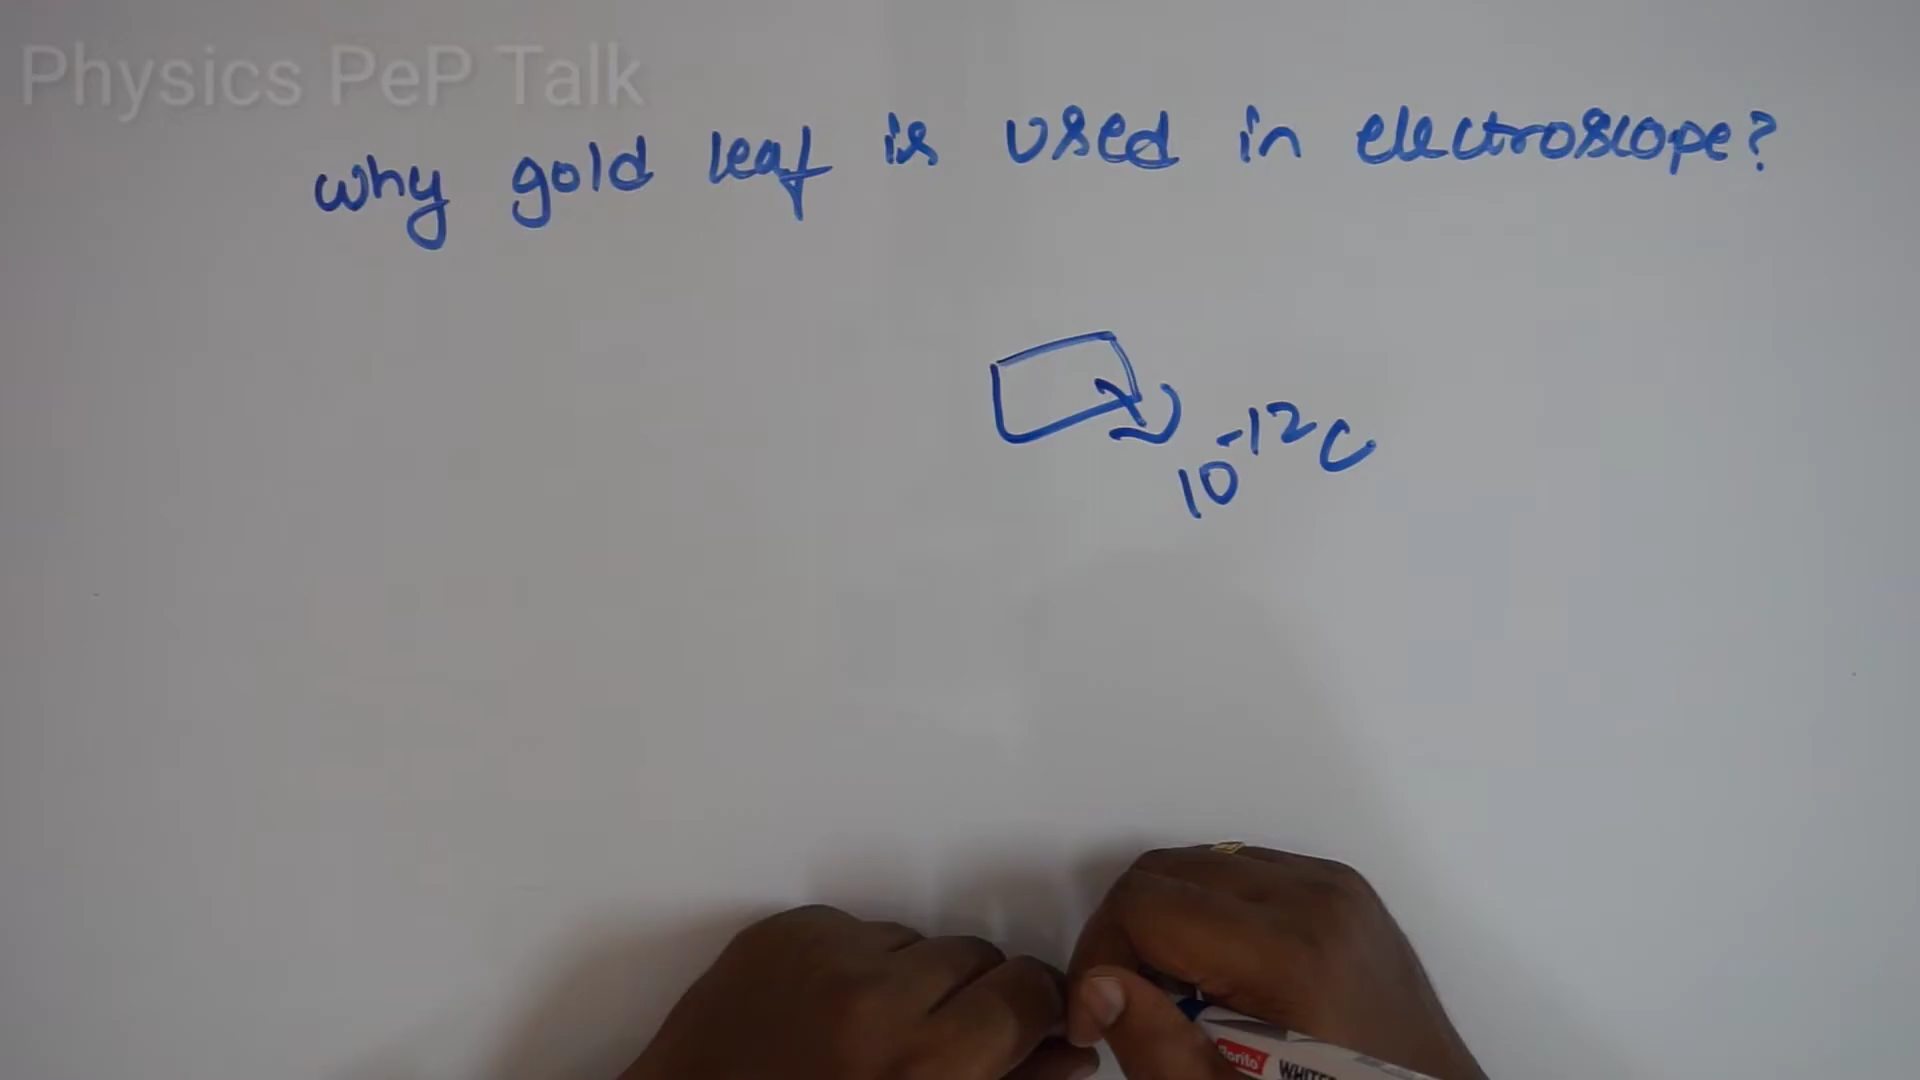 Physics PeP Talk
why gold leaf is used in electroscope?
10⁻¹² C